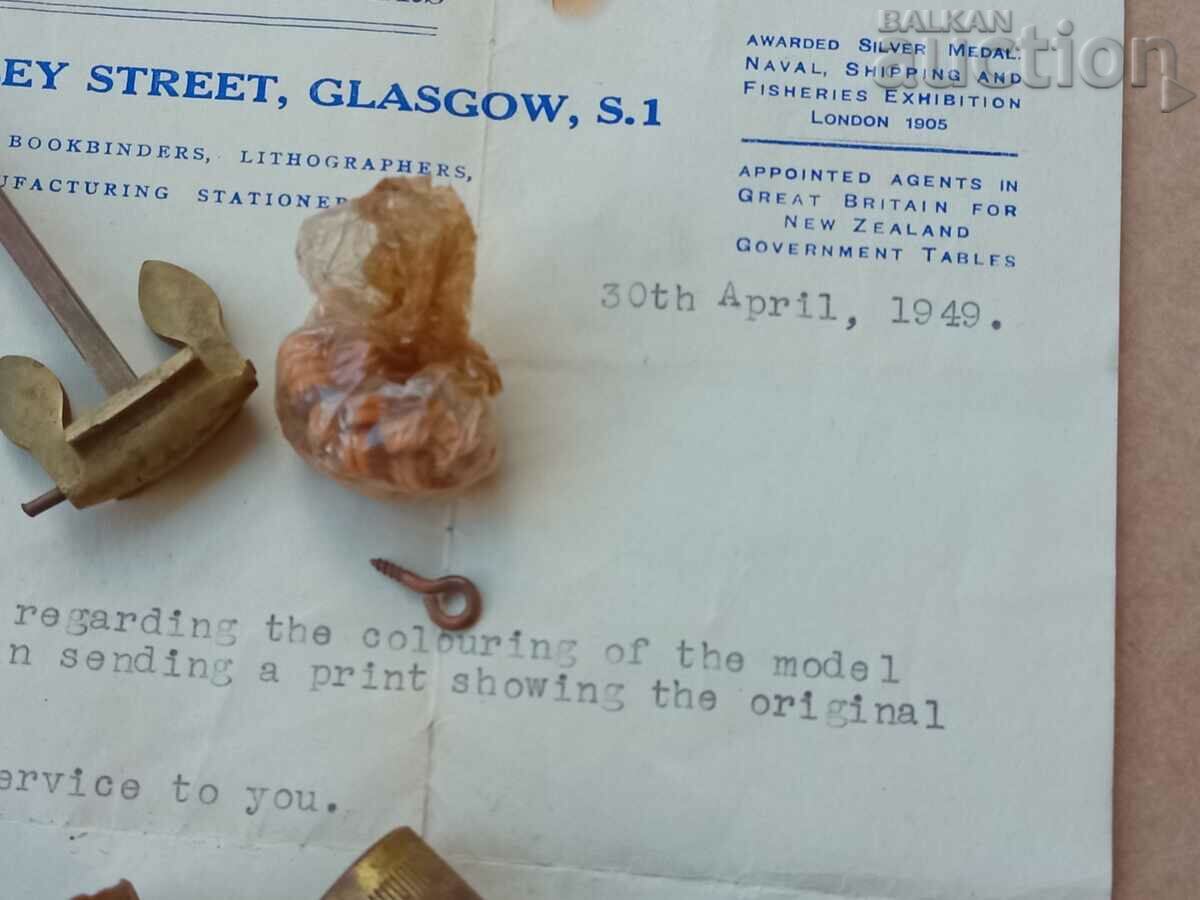 EY STREET, GLASGOW, S.1
BOOKBINDERS, LITHOGRAPHERS,
UFACTURING STATIONER
AWARDED SILVER MEDAL:
NAVAL, SHIPPING AND
FISHERIES EXHIBITION
LONDON 1905
APPOINTED AGENTS IN
GREAT BRITAIN FOR
NEW ZEALAND
GOVERNMENT TABLES
30th April, 1949.
regarding the colouring of the model
n sending a print showing the original
ervice to you.
BALKAN
auction